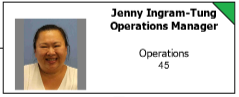 Jenny Ingram-Tung
Operations Manager
Operations
45